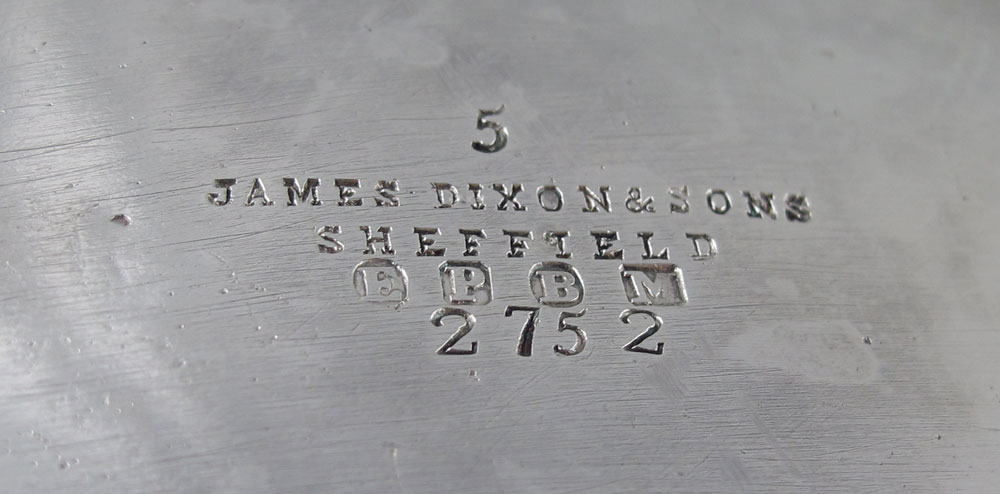 5
JAMES DIXON & SONS
SHEFFIELD
E P B M
2752